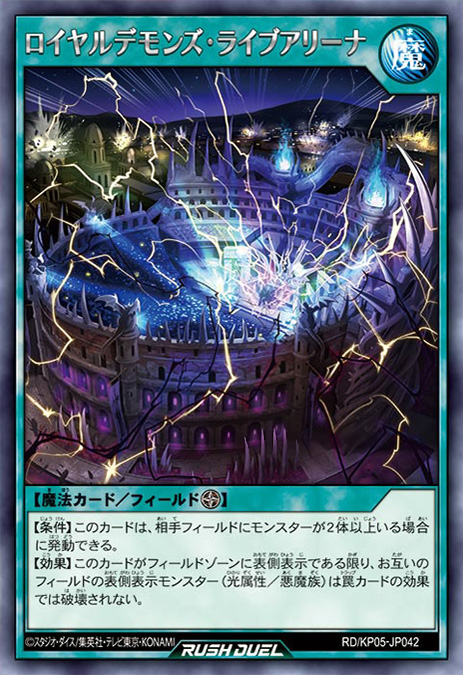 ロイヤルデモンズ・ライブアリーナ
魔
【魔法カード/フィールド】
【条件】このカードは、相手フィールドにモンスターが2体以上いる場合
に発動できる。
【効果】このカードがフィールドゾーンに表側表示である限り、お互いの
フィールドの表側表示モンスター(光属性/悪魔族)は罠カードの効果
では破壊されない。
©スタジオ・ダイス/集英社・テレビ東京・KONAMI
RUSH DUEL
RD/KP05-JP042